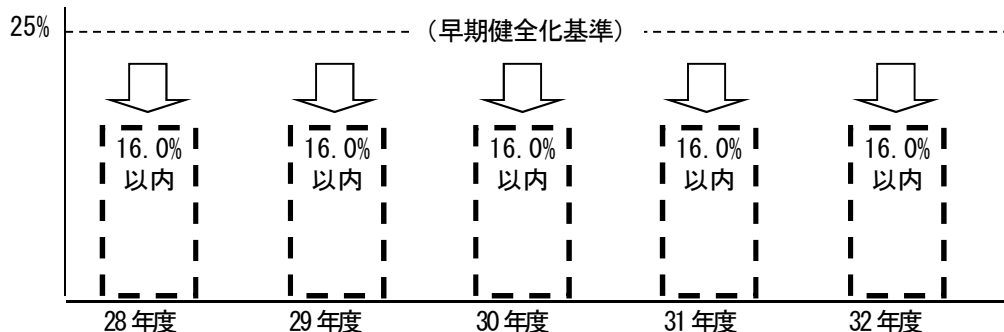 25%
（早期健全化基準）
16.0%
以内
16.0%
以内
16.0%
以内
16.0%
以内
16.0%
以内
28年度
29年度
30年度
31年度
32年度